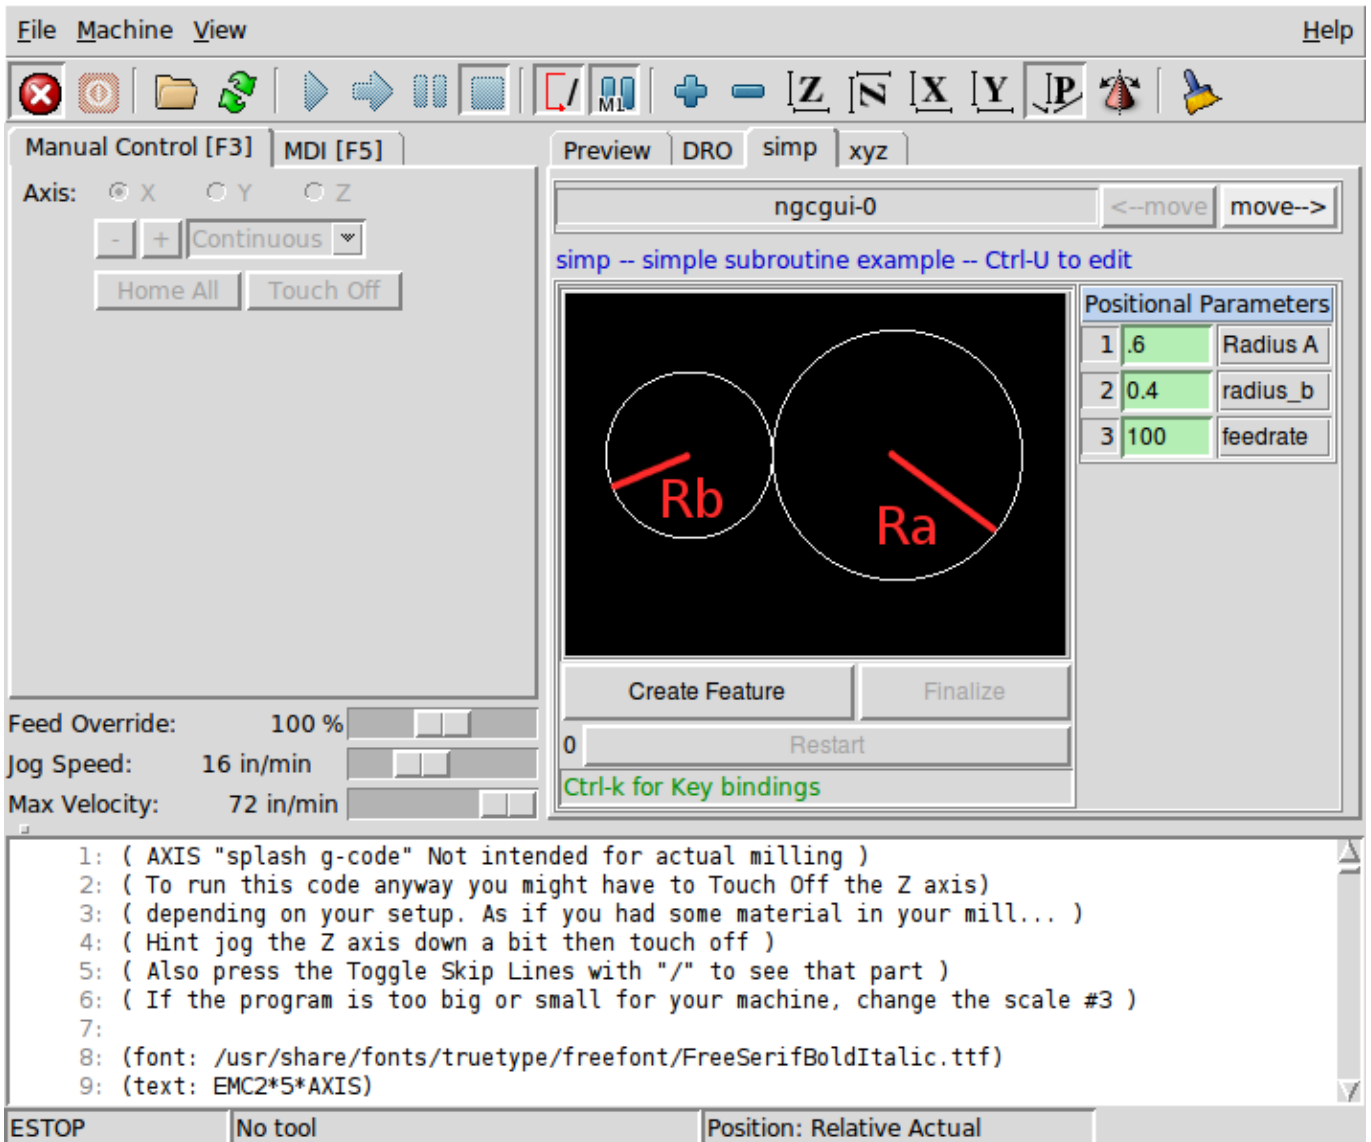 File Machine View Help
M1 Z N X Y P
Manual Control [F3] MDI [F5] Preview DRO simp xyz
Axis: X Y Z
- + Continuous
Home All Touch Off
ngcgui-0 <--move move-->
simp -- simple subroutine example -- Ctrl-U to edit
Rb Ra
Positional Parameters
1 .6 Radius A
2 0.4 radius_b
3 100 feedrate
Create Feature Finalize
0 Restart
Ctrl-k for Key bindings
Feed Override: 100 %
Jog Speed: 16 in/min
Max Velocity: 72 in/min
1: ( AXIS "splash g-code" Not intended for actual milling )
2: ( To run this code anyway you might have to Touch Off the Z axis)
3: ( depending on your setup. As if you had some material in your mill... )
4: ( Hint jog the Z axis down a bit then touch off )
5: ( Also press the Toggle Skip Lines with "/" to see that part )
6: ( If the program is too big or small for your machine, change the scale #3 )
7:
8: (font: /usr/share/fonts/truetype/freefont/FreeSerifBoldItalic.ttf)
9: (text: EMC2*5*AXIS)
ESTOP No tool Position: Relative Actual